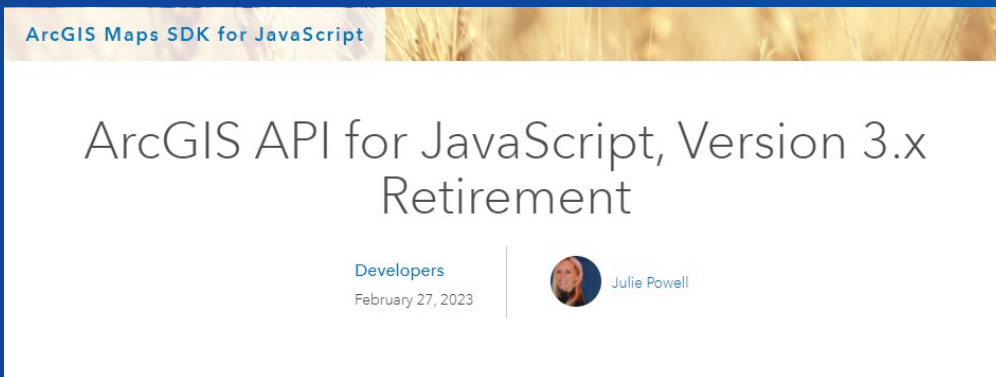 ArcGIS Maps SDK for JavaScript
ArcGIS API for JavaScript, Version 3.x
Retirement
Developers
February 27, 2023
Julie Powell